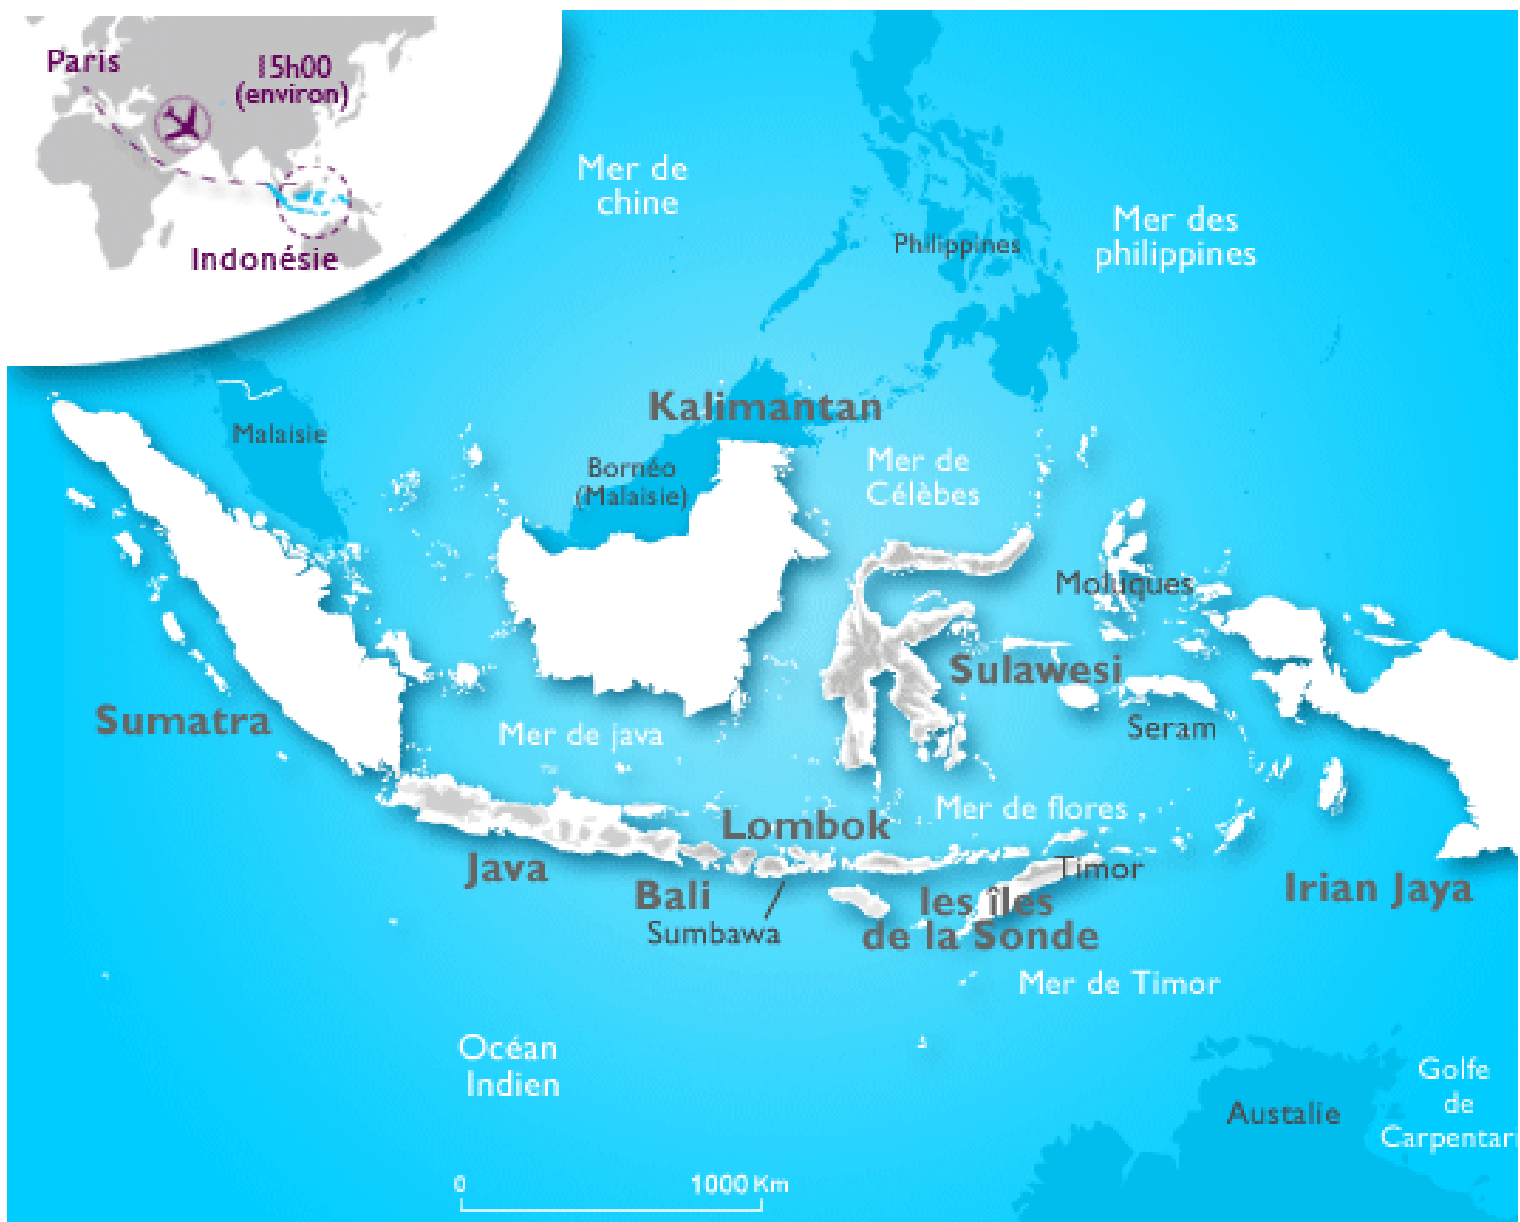 Paris
15h00
(environ)
Indonésie
Mer de
chine
Philippines
Mer des
philippines
Malaisie
Kalimantan
Bornéo
(Malaisie)
Mer de
Célèbes
Moluques
Sulawesi
Seram
Sumatra
Mer de java
Mer de flores
Lombok
Java
Bali
Sumbawa
Timor
les îles
de la Sonde
Irian Jaya
Mer de Timor
Océan
Indien
Golfe
de
Carpentari
Austalie
0
1000 Km